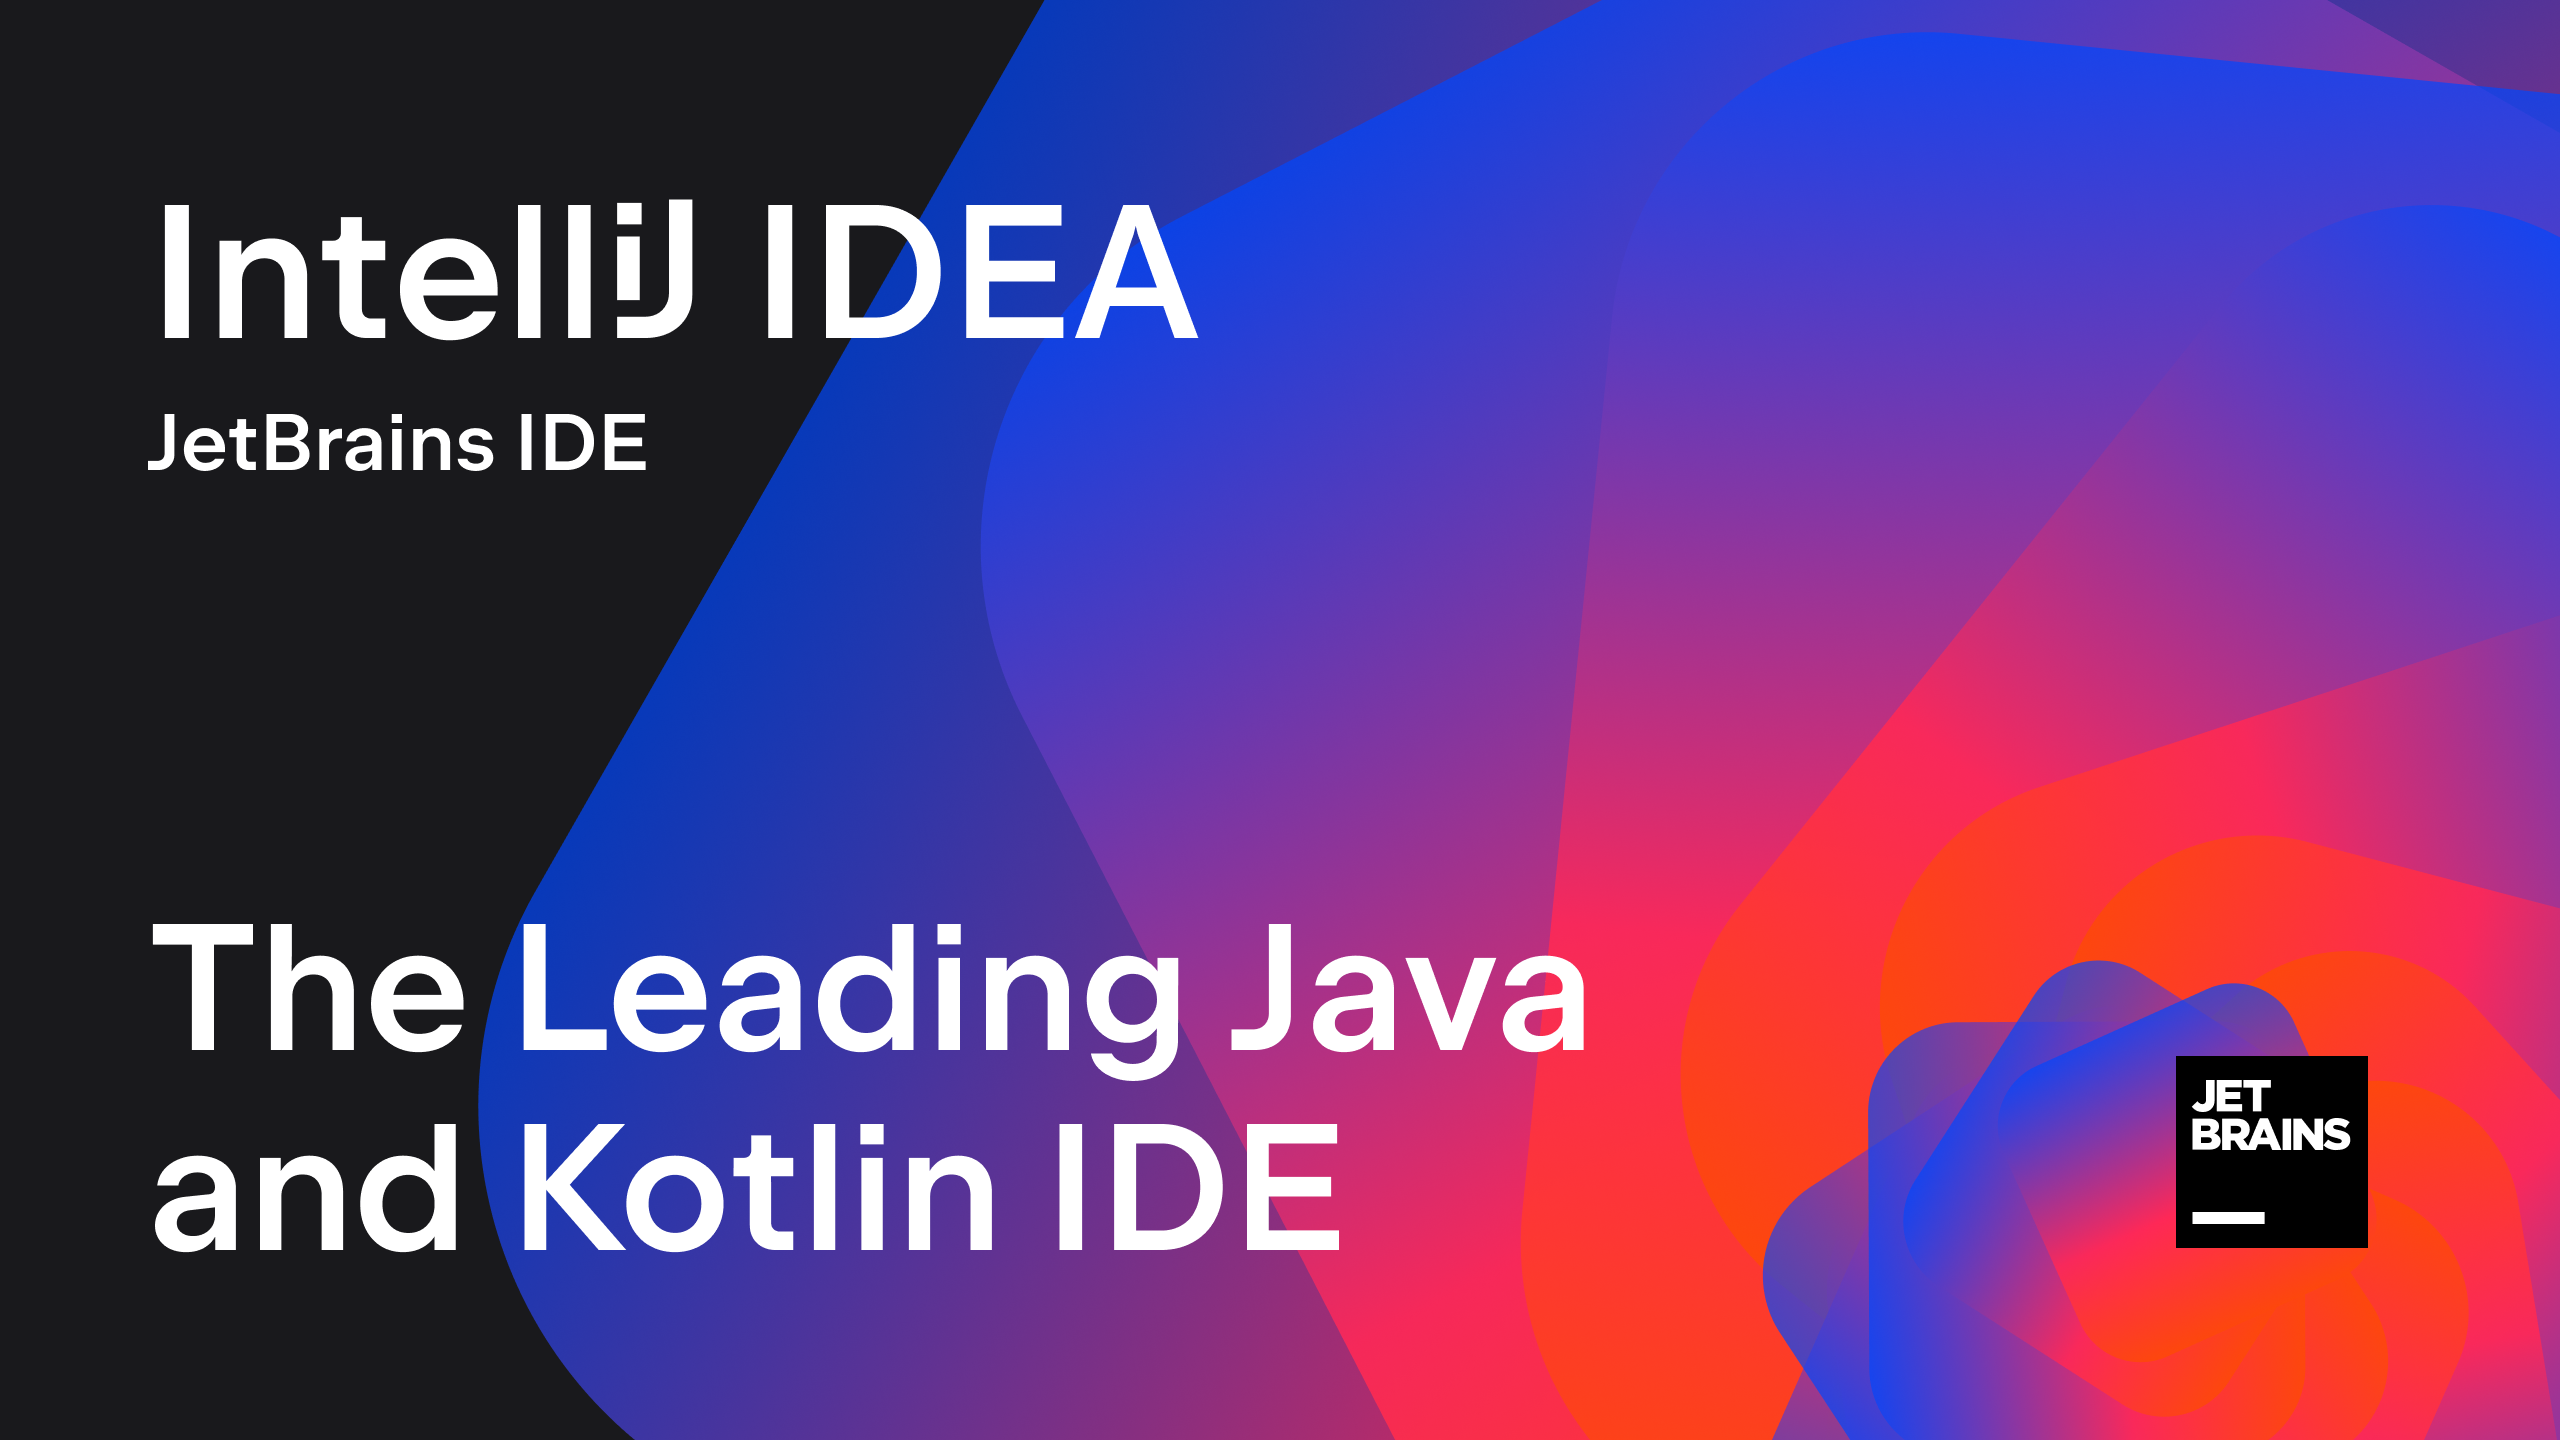 IntelliJ IDEA
JetBrains IDE
The Leading Java
and Kotlin IDE
JET
BRAINS